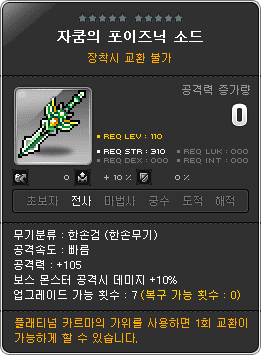 자쿰의 포이즈닉 소드
장착시 교환 불가
공격력 증가량
0
REQ LEV : 110
REQ STR : 310 REQ LUK : 000
REQ DEX : 000 REQ INT : 000
0 + 10 % 0 %
초보자 전사 마법사 궁수 도적 해적
무기분류 : 한손검 (한손무기)
공격속도 : 빠름
공격력 : +105
보스 몬스터 공격시 데미지 +10%
업그레이드 가능 횟수 : 7 (복구 가능 횟수 : 0)
플래티넘 카르마의 가위를 사용하면 1회 교환이
가능하게 할 수 있습니다.